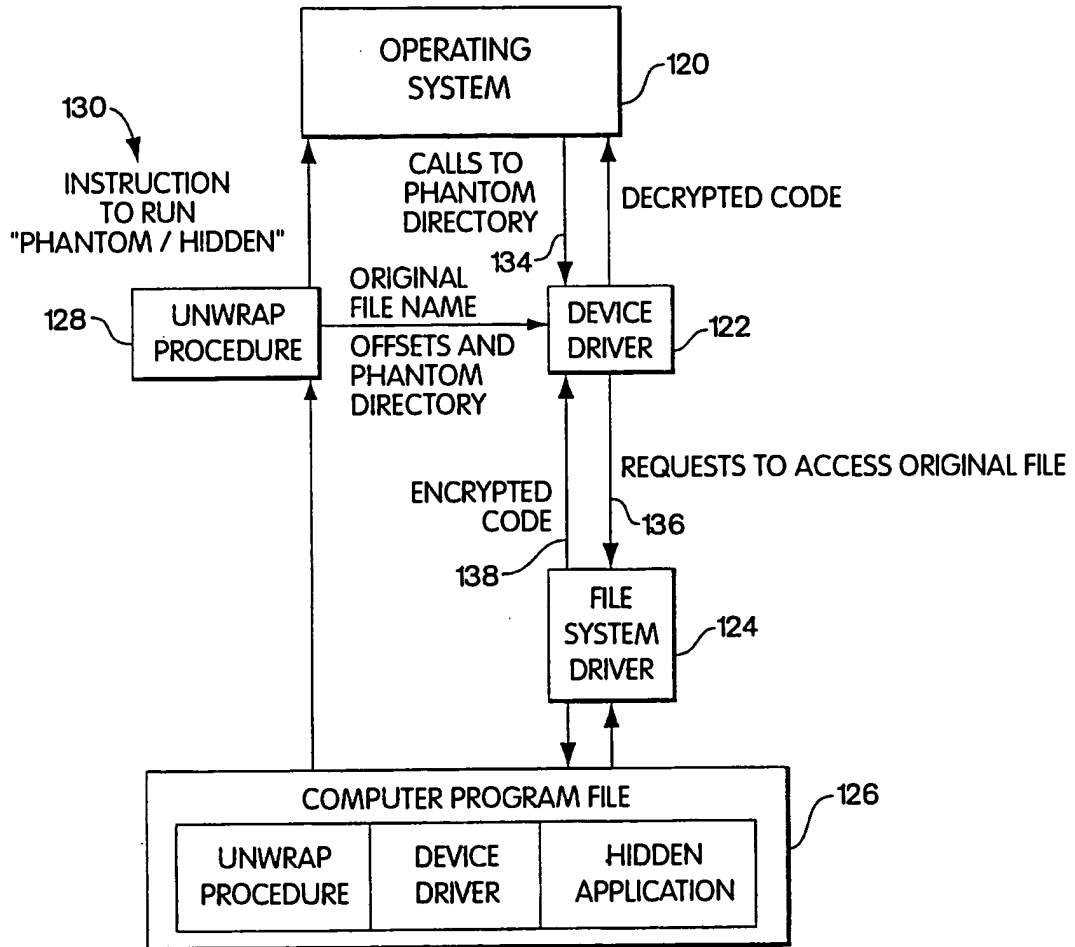 OPERATING
SYSTEM
120
130
INSTRUCTION
TO RUN
"PHANTOM / HIDDEN"
CALLS TO
PHANTOM
DIRECTORY
134
DECRYPTED CODE
128
UNWRAP
PROCEDURE
ORIGINAL
FILE NAME
OFFSETS AND
PHANTOM
DIRECTORY
DEVICE
DRIVER
122
ENCRYPTED
CODE
138
REQUESTS TO ACCESS ORIGINAL FILE
136
FILE
SYSTEM
DRIVER
124
COMPUTER PROGRAM FILE
126
UNWRAP
PROCEDURE
DEVICE
DRIVER
HIDDEN
APPLICATION